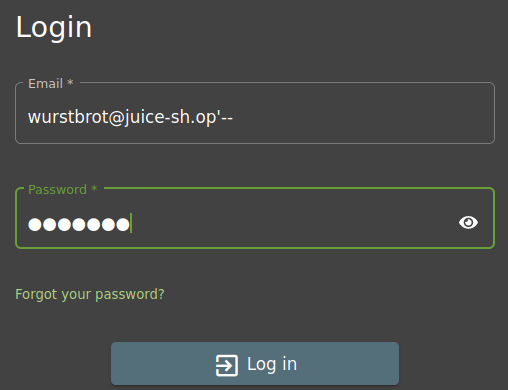 Login
Email *
wurstbrot@juice-sh.op'--
Password *
●●●●●●●
Forgot your password?
Log in